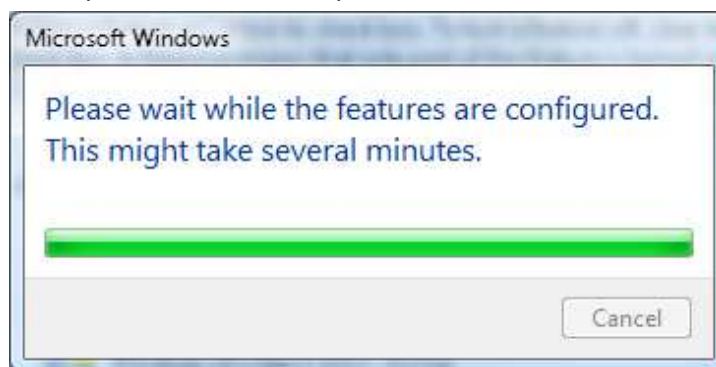 Microsoft Windows
Please wait while the features are configured.
This might take several minutes.
Cancel